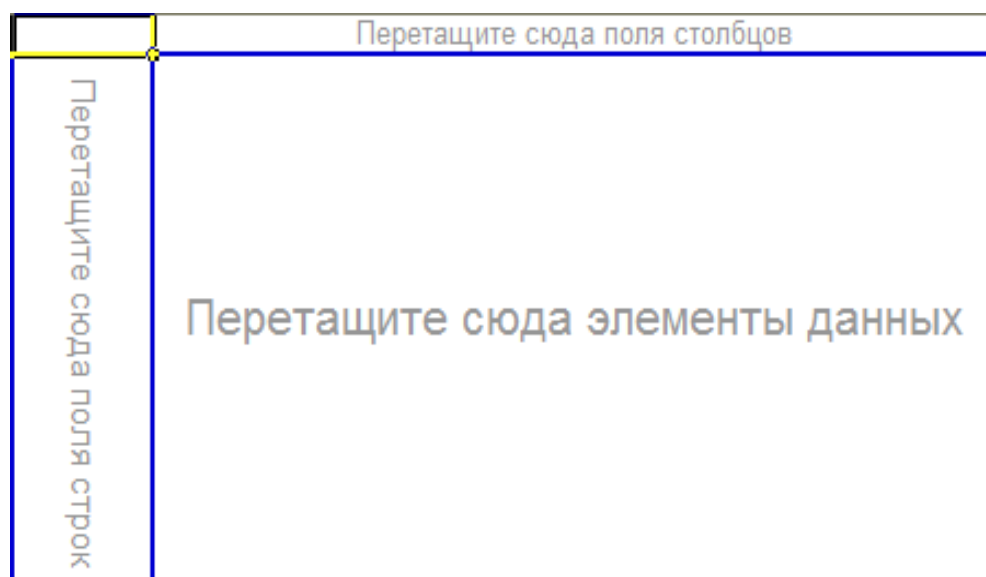 Перетащите сюда поля столбцов
Перетащите сюда поля строк
Перетащите сюда элементы данных